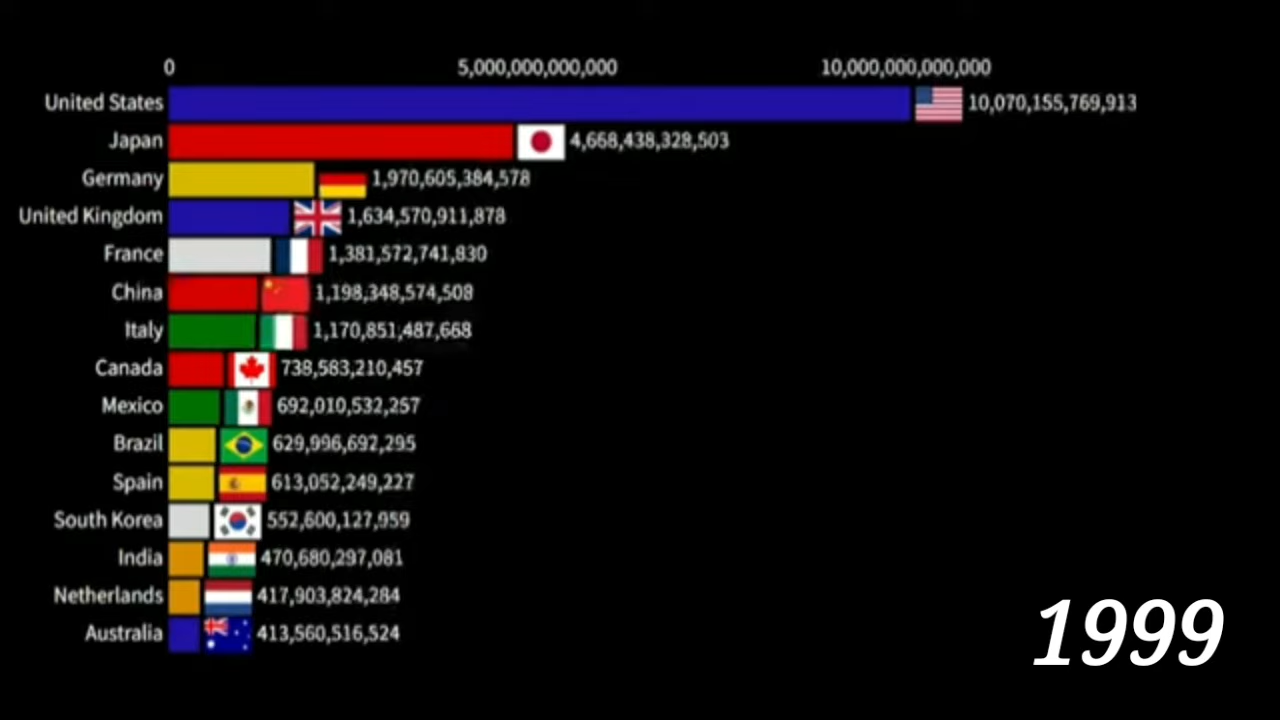 0 5,000,000,000,000 10,000,000,000,000
United States 10,070,155,769,913
Japan 4,668,438,328,503
Germany 1,970,605,384,578
United Kingdom 1,634,570,911,878
France 1,381,572,741,830
China 1,198,348,574,508
Italy 1,170,851,487,668
Canada 738,583,210,457
Mexico 692,010,532,257
Brazil 629,996,692,295
Spain 613,052,249,227
South Korea 552,600,127,959
India 470,680,297,081
Netherlands 417,903,824,284
Australia 413,560,516,524
1999